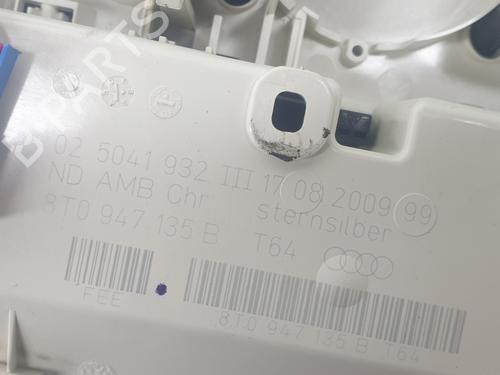 B-PARTS
02 5041 932 III 17 08 2009 99
ND AMB Chr sternsilber
8T0 947 135 B T64
FEE
8T0 947 135 B T64